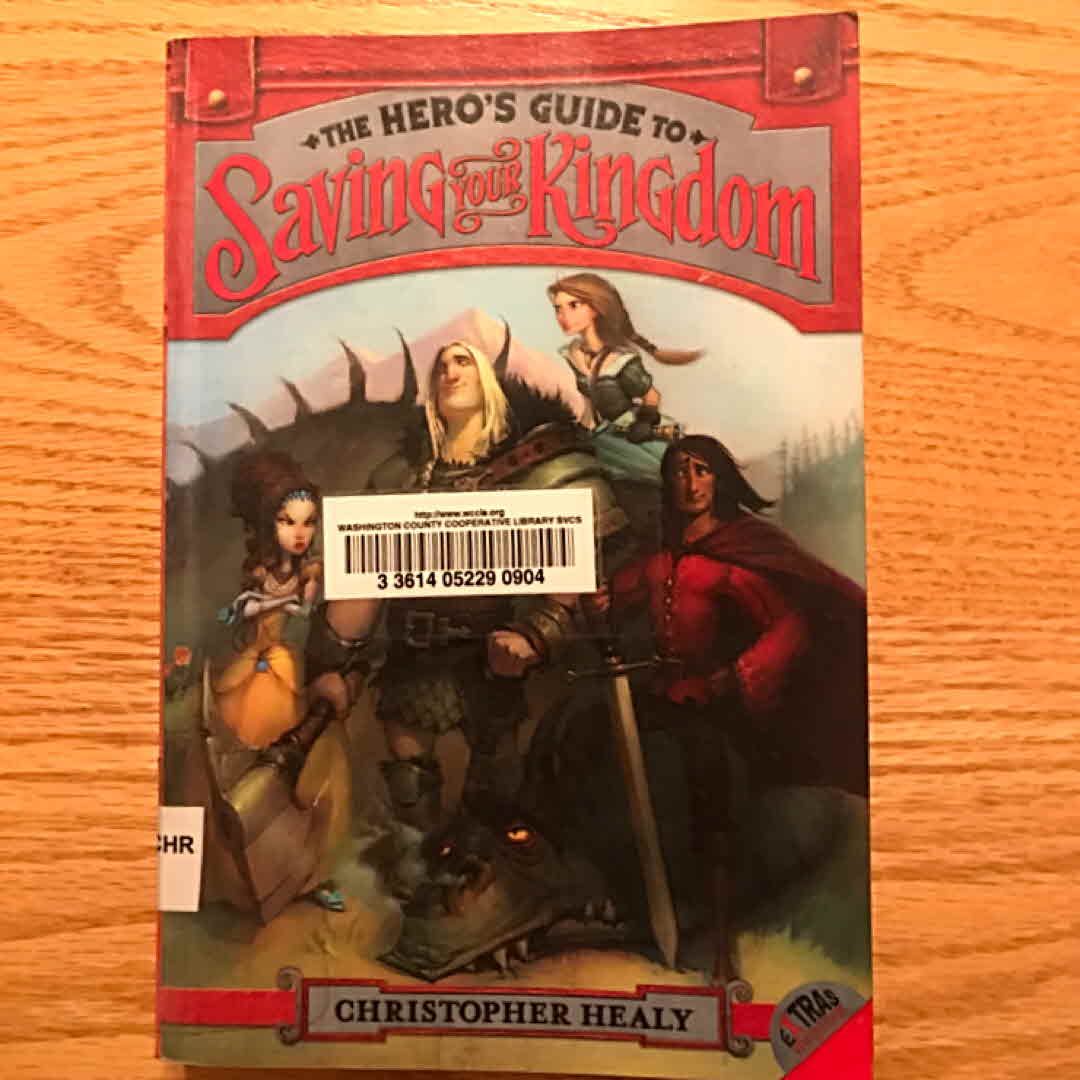 THE HERO'S GUIDE TO
Saving YOUR Kingdom
http://www.wccls.org
WASHINGTON COUNTY COOPERATIVE LIBRARY SVCS
3 3614 05229 0904
CHR
CHRISTOPHER HEALY